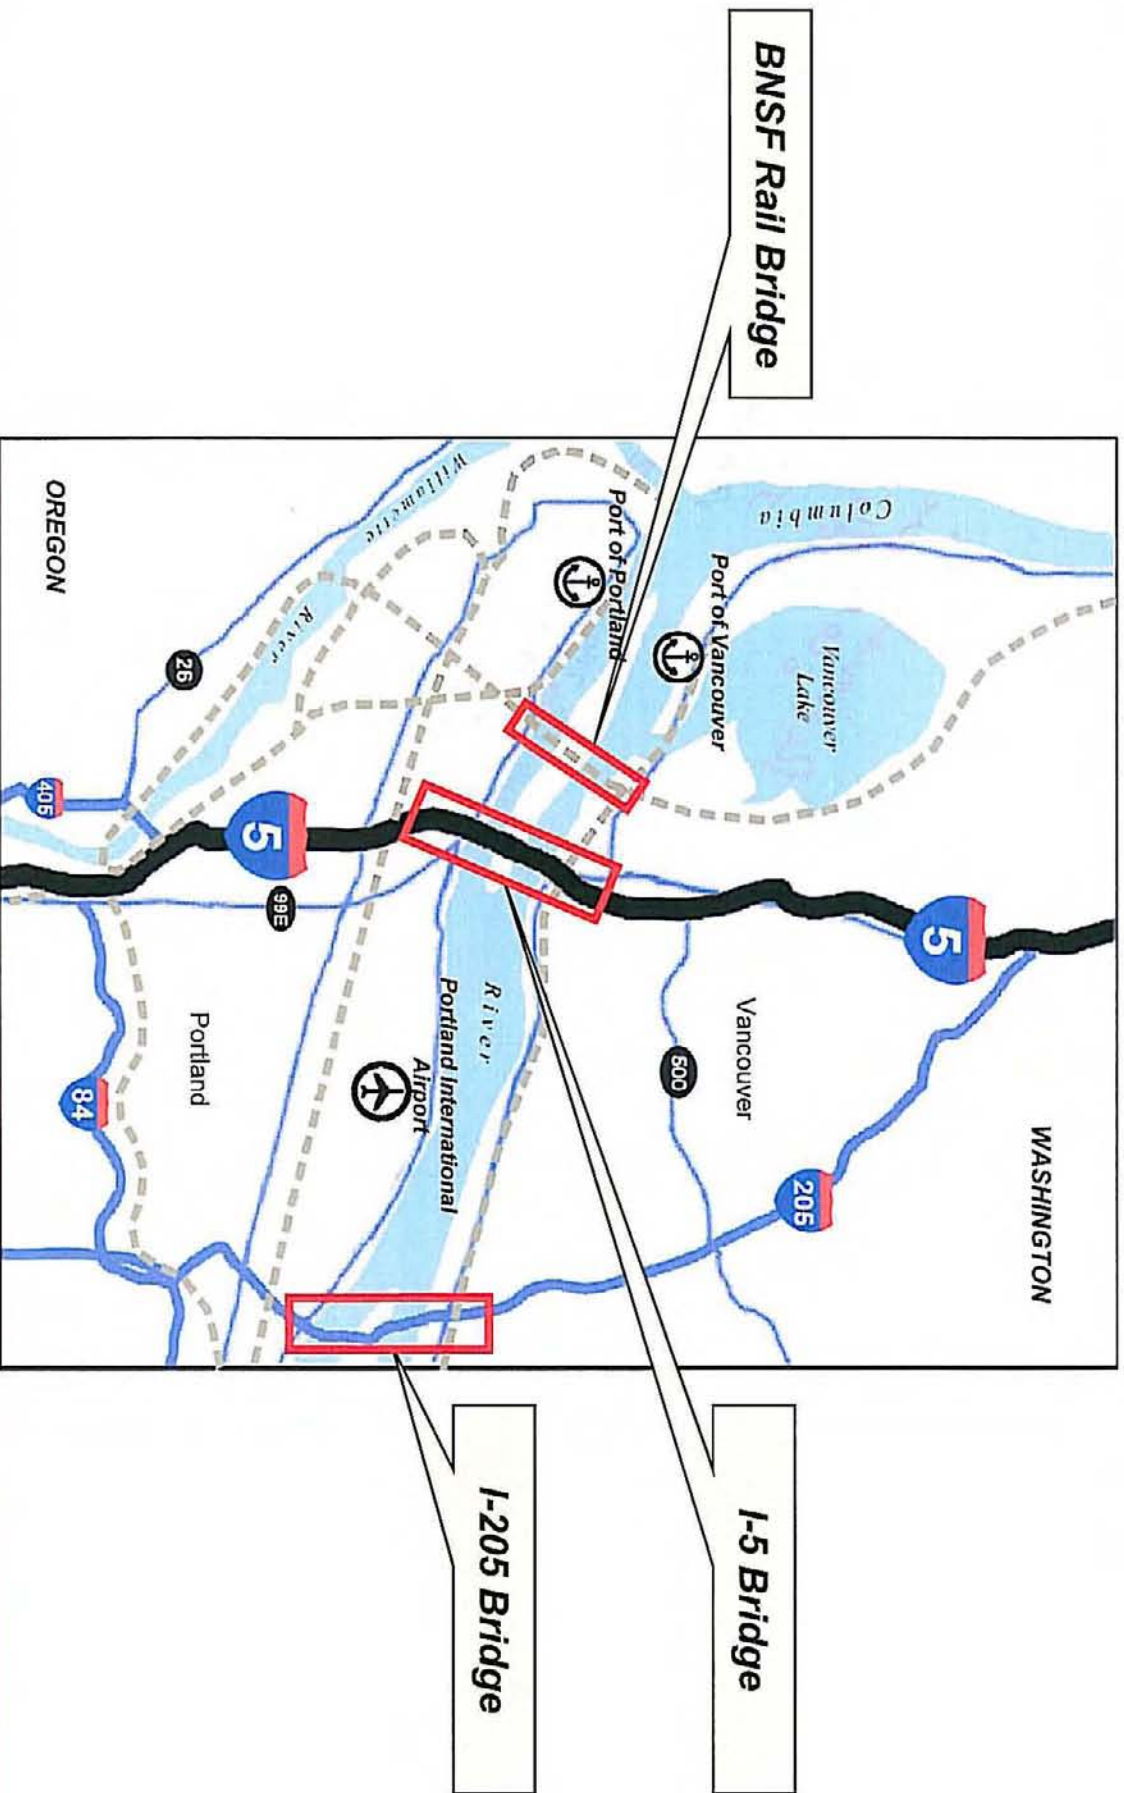 WASHINGTON
5
Columbia
Vancouver
Lake
205
BNSF Rail Bridge
I-5 Bridge
Vancouver
Port of Vancouver
500
Port of Portland
I-205 Bridge
River
Portland International
Airport
Willamette
River
99E
5
Portland
26
84
OREGON
405